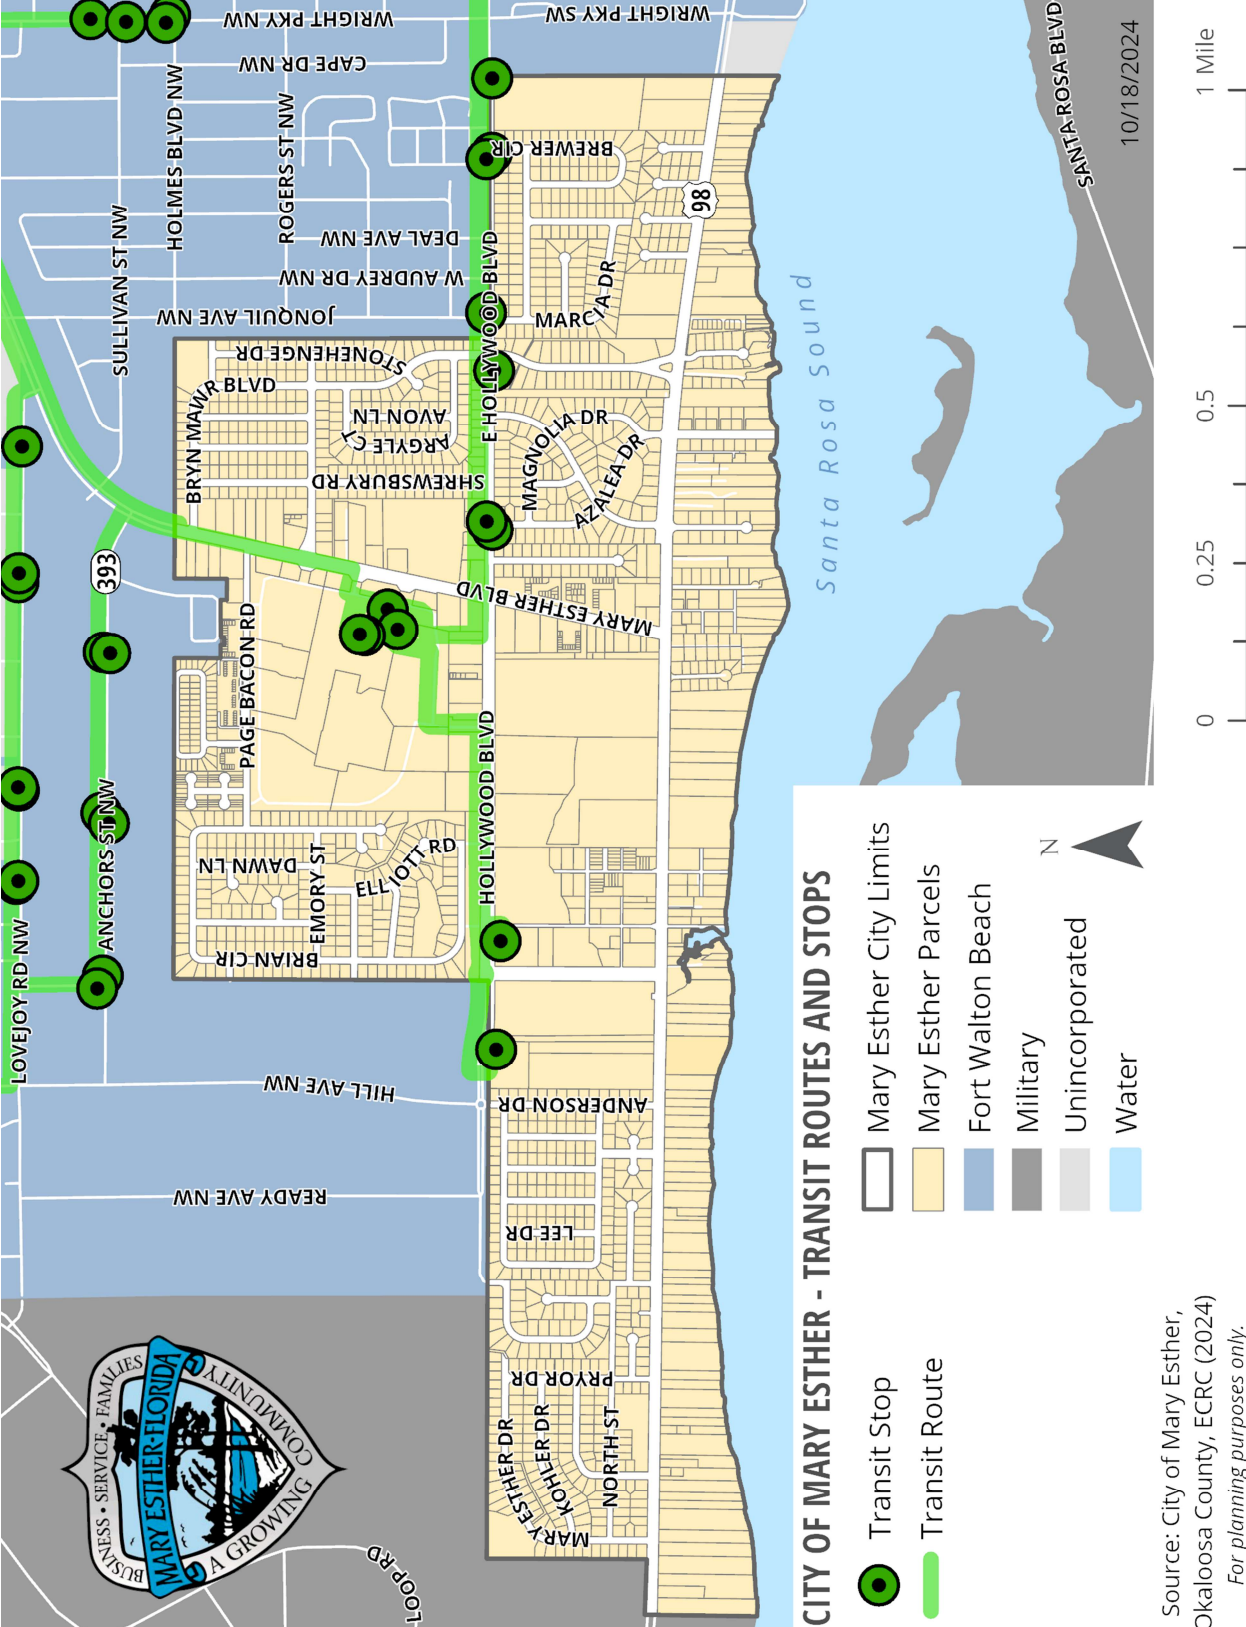 BUSINESS • SERVICE • FAMILIES
MARY ESTHER•FLORIDA
A GROWING COMMUNITY
LOOP RD
LOVEJOY RD NW
ANCHORS ST NW
393
SULLIVAN ST NW
HOLMES BLVD NW
ROGERS ST NW
WRIGHT PKY NW
CAPE DR NW
DEAL AVE NW
W AUDREY DR NW
JONQUIL AVE NW
WRIGHT PKY SW
READY AVE NW
HILL AVE NW
BRIAN CIR
DAWN LN
EMORY ST
ELLIOTT RD
PAGE BACON RD
BRYN MAWR BLVD
STONEHENGE DR
AVON LN
ARGYLE CT
SHREWSBURY RD
HOLLYWOOD BLVD
E HOLLYWOOD BLVD
MARY ESTHER BLVD
MAGNOLIA DR
AZALEA DR
MARCIA DR
BREWER CIR
98
ANDERSON DR
LEE DR
PRYOR DR
MARY ESTHER DR
KOHLER DR
NORTH ST
MARY
Santa Rosa Sound
SANTA ROSA BLVD
CITY OF MARY ESTHER - TRANSIT ROUTES AND STOPS
Transit Stop
Transit Route
Mary Esther City Limits
Mary Esther Parcels
Fort Walton Beach
Military
Unincorporated
Water
N
10/18/2024
Source: City of Mary Esther,
Okaloosa County, ECRC (2024)
For planning purposes only.
0 0.25 0.5 1 Mile